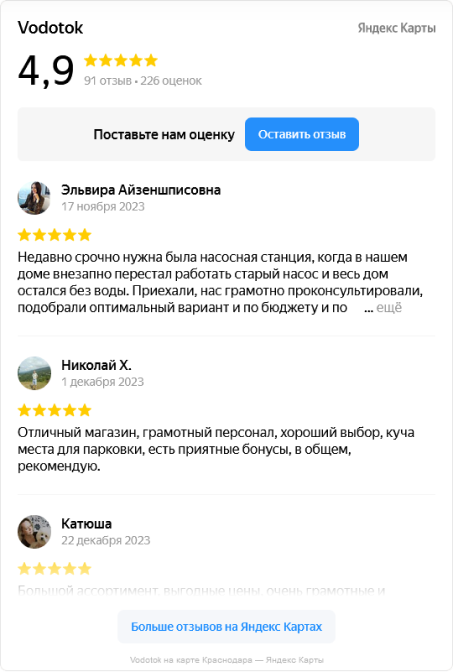 Vodotok
Яндекс Карты
4,9
91 отзыв • 226 оценок
Поставьте нам оценку
Оставить отзыв
Эльвира Айзеншписовна
17 ноября 2023
Недавно срочно нужна была насосная станция, когда в нашем
доме внезапно перестал работать старый насос и весь дом
остался без воды. Приехали, нас грамотно проконсультировали,
подобрали оптимальный вариант и по бюджету и по ... ещё
Николай Х.
1 декабря 2023
Отличный магазин, грамотный персонал, хороший выбор, куча
места для парковки, есть приятные бонусы, в общем,
рекомендую.
Катюша
22 декабря 2023
Большой ассортимент, выгодные цены, очень грамотные и
Больше отзывов на Яндекс Картах
Vodotok на карте Краснодара — Яндекс Карты